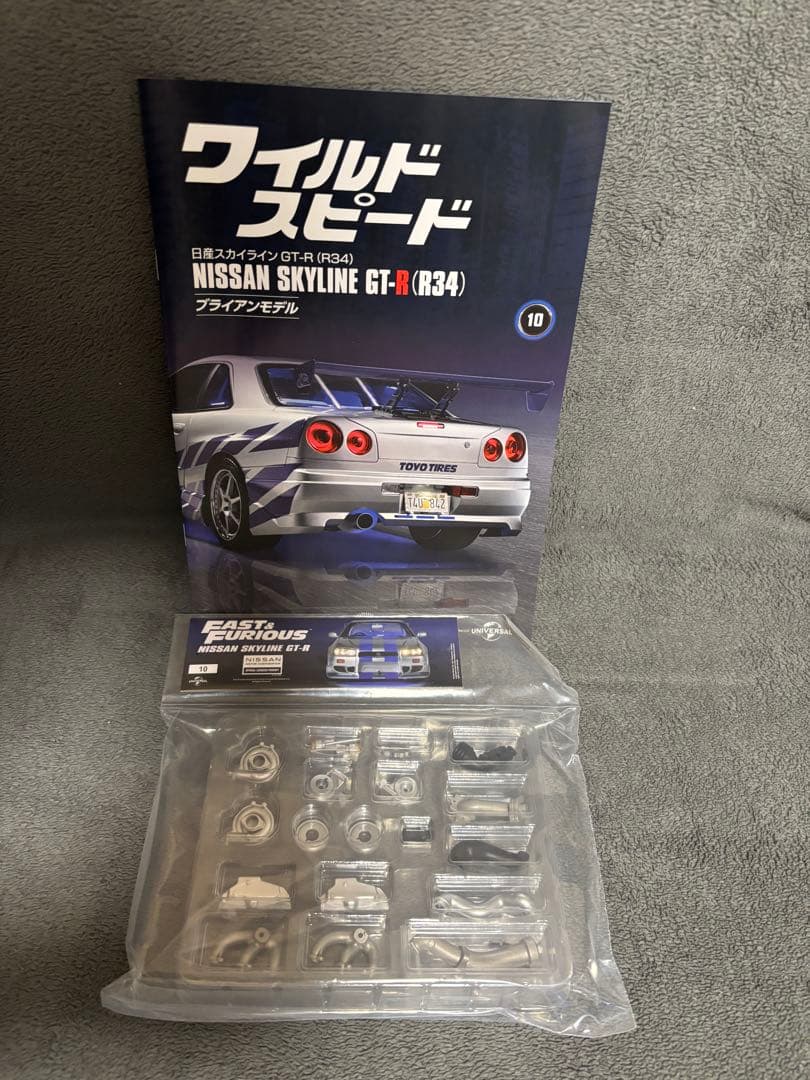 ワイルド
スピード
日産スカイライン GT-R (R34)
NISSAN SKYLINE GT-R (R34)
ブライアンモデル
10
TOYO TIRES
T4U 84Z
FAST &
FURIOUS
NISSAN SKYLINE GT-R
10
NISSAN
UNIVERSAL